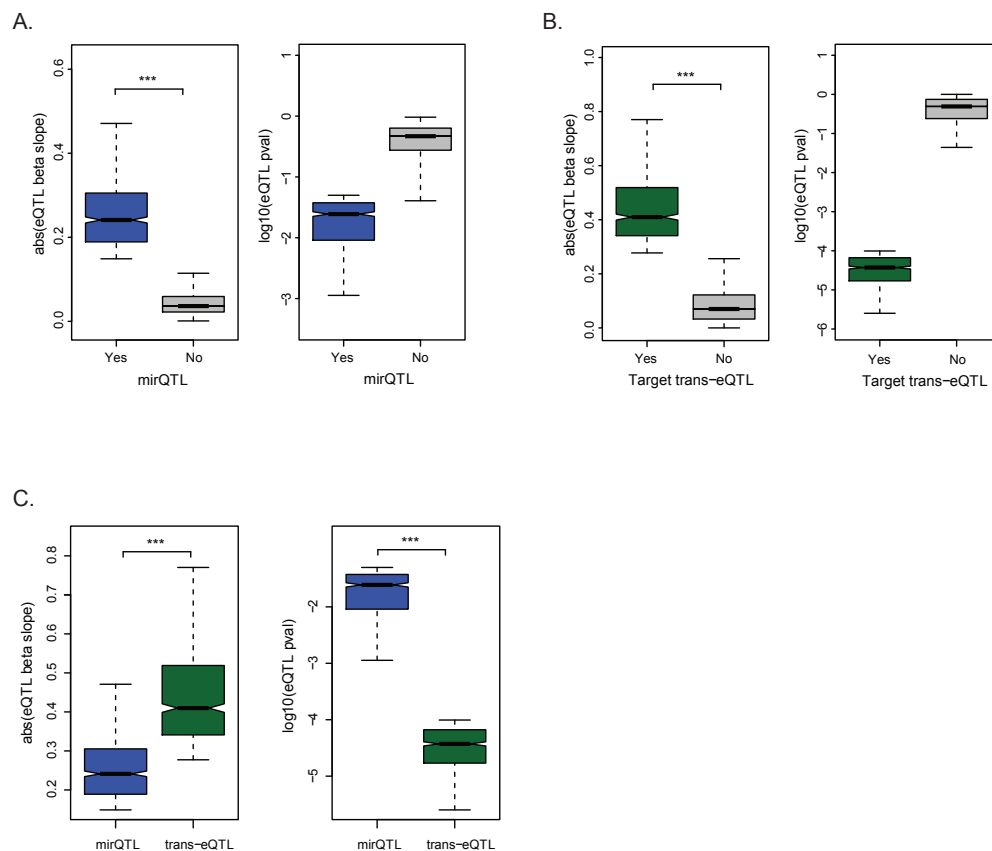 A.
B.
***
abs(eQTL beta slope)
0.0
0.2
0.4
0.6
Yes
No
mirQTL
log10(eQTL pval)
-3
-2
-1
0
1
Yes
No
mirQTL
***
abs(eQTL beta slope)
0.0
0.2
0.4
0.6
0.8
1.0
Yes
No
Target trans−eQTL
log10(eQTL pval)
-6
-5
-4
-3
-2
-1
0
1
Yes
No
Target trans−eQTL
C.
***
abs(eQTL beta slope)
0.2
0.3
0.4
0.5
0.6
0.7
0.8
mirQTL
trans−eQTL
***
log10(eQTL pval)
-5
-4
-3
-2
mirQTL
trans−eQTL